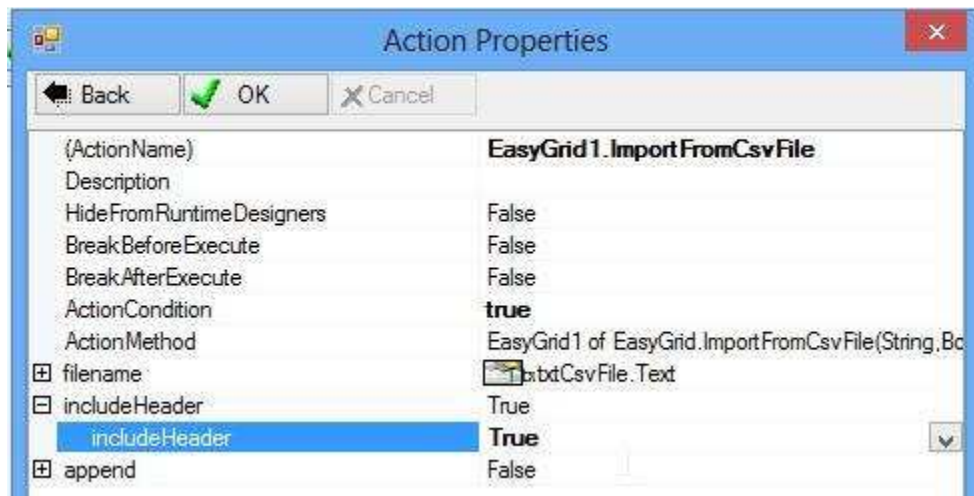 Action Properties
Back OK Cancel
(ActionName) EasyGrid1.ImportFromCsvFile
Description
HideFromRuntimeDesigners False
BreakBeforeExecute False
BreakAfterExecute False
ActionCondition true
ActionMethod EasyGrid1 of EasyGrid.ImportFromCsvFile(String,Bo
filename txtCsvFile.Text
includeHeader True
includeHeader True
append False